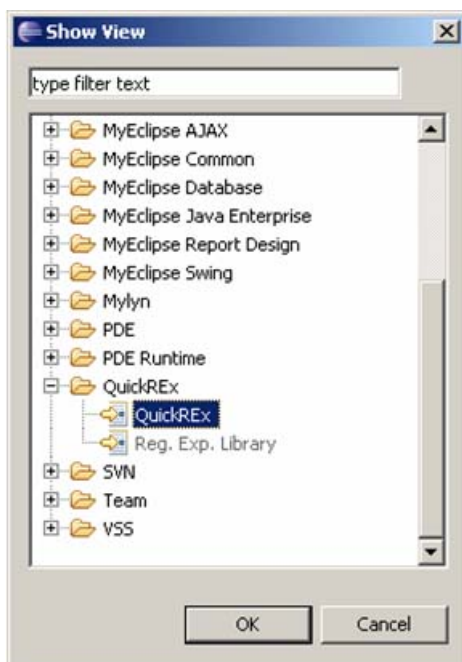 Show View
type filter text
MyEclipse AJAX
MyEclipse Common
MyEclipse Database
MyEclipse Java Enterprise
MyEclipse Report Design
MyEclipse Swing
Mylyn
PDE
PDE Runtime
QuickREx
QuickREx
Reg. Exp. Library
SVN
Team
VSS
OK Cancel